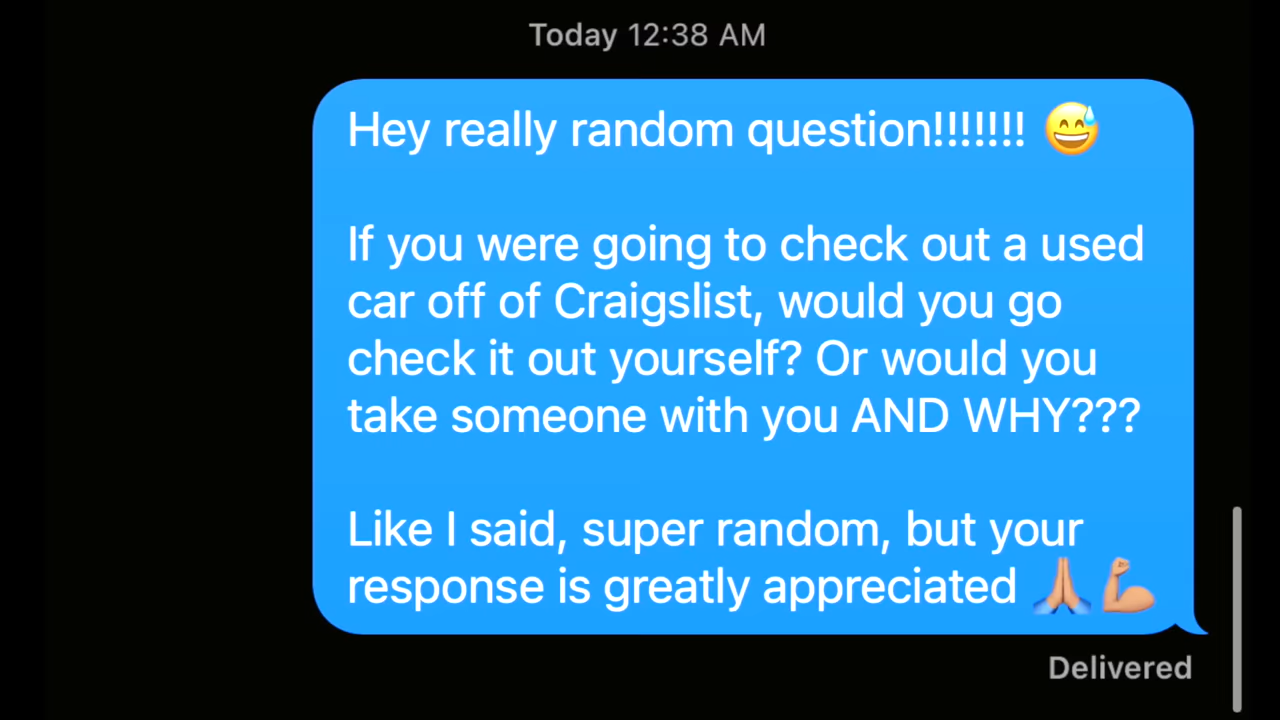 Today 12:38 AM
Hey really random question!!!!!!! 😅
If you were going to check out a used
car off of Craigslist, would you go
check it out yourself? Or would you
take someone with you AND WHY???
Like I said, super random, but your
response is greatly appreciated 🙏🏼💪🏼
Delivered